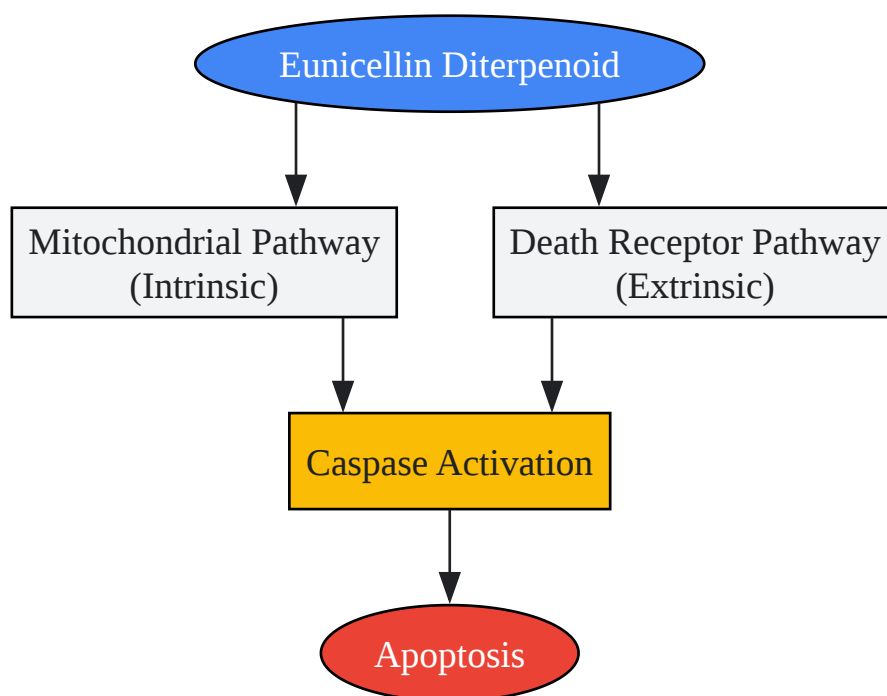 Eunicellin Diterpenoid
Mitochondrial Pathway
(Intrinsic)
Death Receptor Pathway
(Extrinsic)
Caspase Activation
Apoptosis